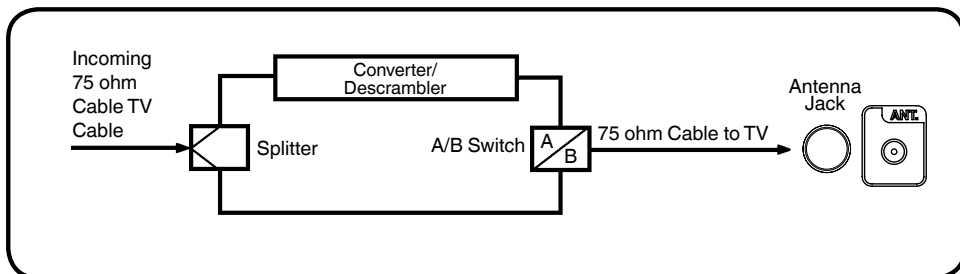 Incoming
75 ohm
Cable TV
Cable
Splitter
Converter/
Descrambler
A/B Switch
A
B
75 ohm Cable to TV
Antenna
Jack
ANT.